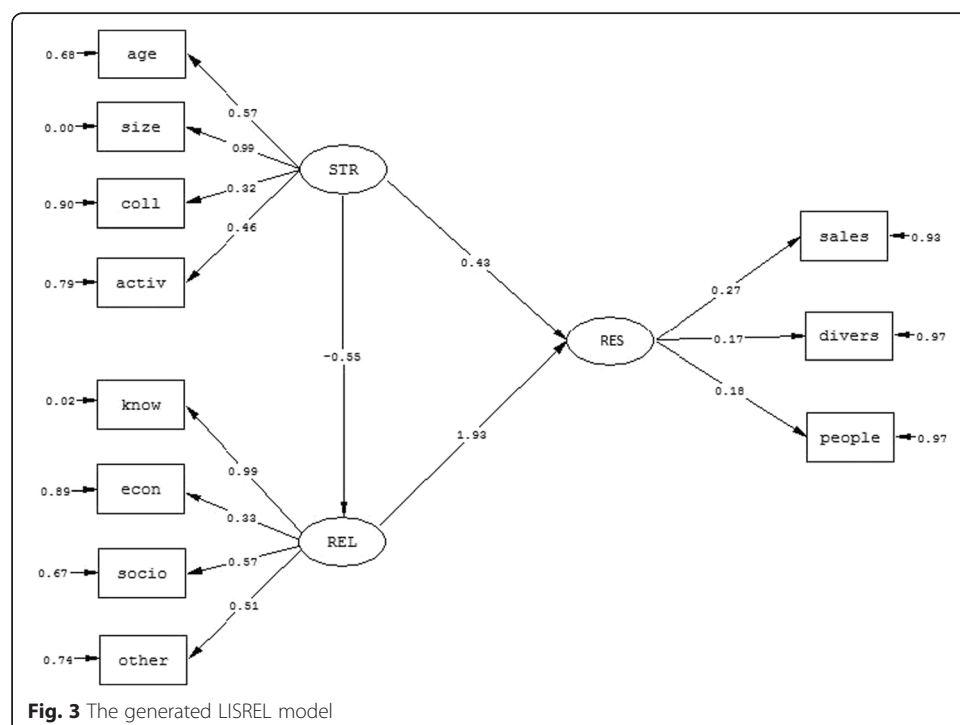 0.68
age
0.57
0.00
size
0.99
STR
0.90
coll
0.32
0.46
0.79
activ
0.43
sales
0.93
0.27
-0.55
RES
0.17
divers
0.97
0.18
0.02
know
1.93
people
0.97
0.99
0.89
econ
0.33
REL
0.67
socio
0.57
0.51
0.74
other
Fig. 3 The generated LISREL model